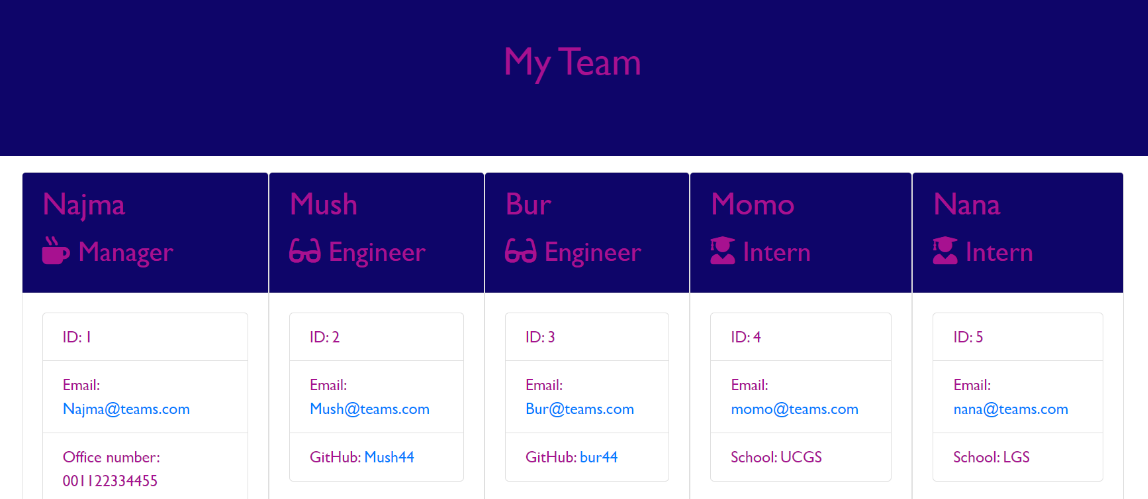 My Team
Najma
Manager
ID: 1
Email:
Najma@teams.com
Office number:
001122334455
Mush
Engineer
ID: 2
Email:
Mush@teams.com
GitHub: Mush44
Bur
Engineer
ID: 3
Email:
Bur@teams.com
GitHub: bur44
Momo
Intern
ID: 4
Email:
momo@teams.com
School: UCGS
Nana
Intern
ID: 5
Email:
nana@teams.com
School: LGS